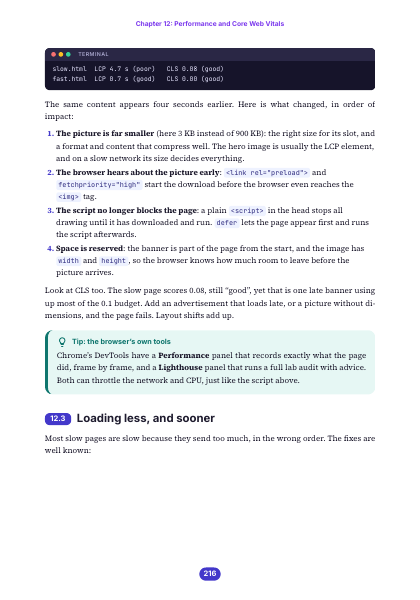 Chapter 12: Performance and Core Web Vitals
TERMINAL
slow.html  LCP 4.7 s (poor)   CLS 0.08 (good)
fast.html  LCP 0.7 s (good)   CLS 0.00 (good)
The same content appears four seconds earlier. Here is what changed, in order of
impact:
1. The picture is far smaller (here 3 KB instead of 900 KB): the right size for its slot, and
a format and content that compress well. The hero image is usually the LCP element,
and on a slow network its size decides everything.
2. The browser hears about the picture early: <link rel="preload"> and
fetchpriority="high" start the download before the browser even reaches the
<img> tag.
3. The script no longer blocks the page: a plain <script> in the head stops all
drawing until it has downloaded and run. defer lets the page appear first and runs
the script afterwards.
4. Space is reserved: the banner is part of the page from the start, and the image has
width and height, so the browser knows how much room to leave before the
picture arrives.
Look at CLS too. The slow page scores 0.08, still “good”, yet that is one late banner using
up most of the 0.1 budget. Add an advertisement that loads late, or a picture without di-
mensions, and the page fails. Layout shifts add up.
Tip: the browser’s own tools
Chrome’s DevTools have a Performance panel that records exactly what the page
did, frame by frame, and a Lighthouse panel that runs a full lab audit with advice.
Both can throttle the network and CPU, just like the script above.
12.3 Loading less, and sooner
Most slow pages are slow because they send too much, in the wrong order. The fixes are
well known:
216